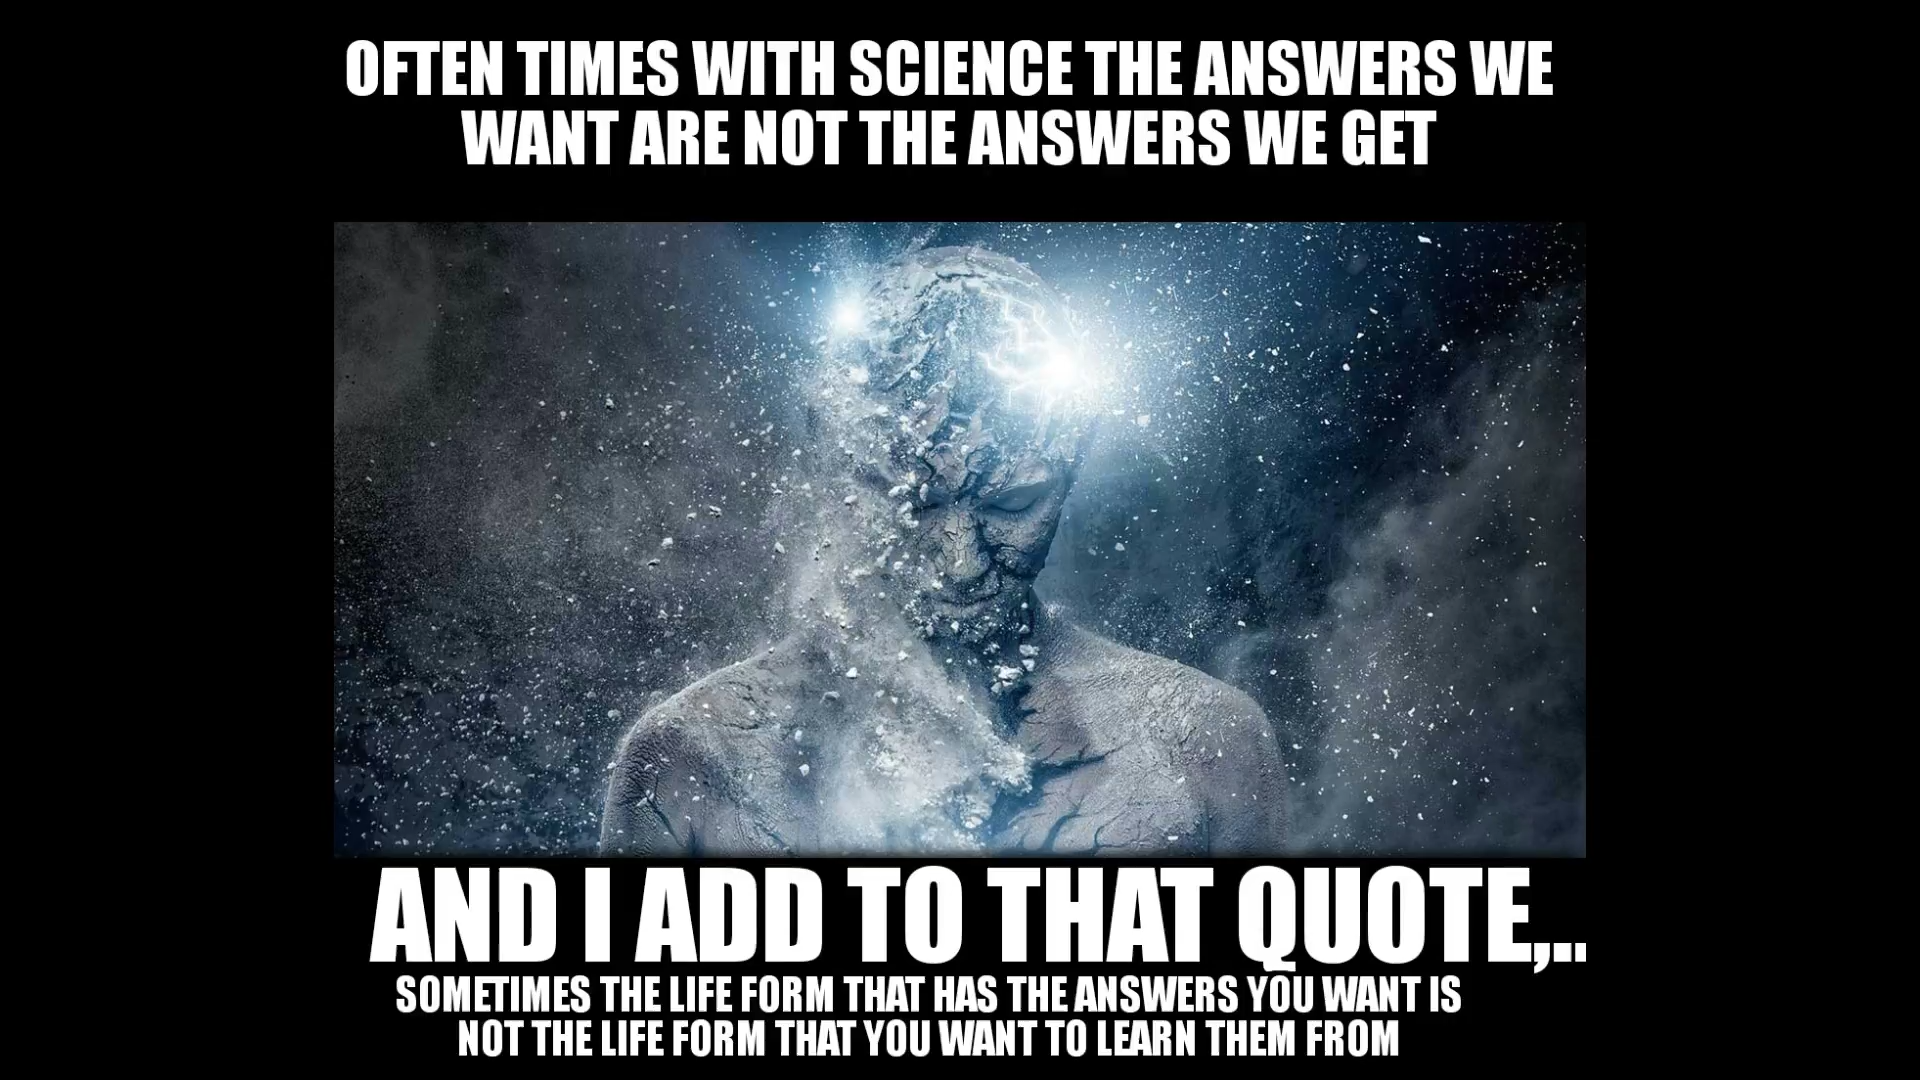 OFTEN TIMES WITH SCIENCE THE ANSWERS WE
WANT ARE NOT THE ANSWERS WE GET
AND I ADD TO THAT QUOTE,..
SOMETIMES THE LIFE FORM THAT HAS THE ANSWERS YOU WANT IS
NOT THE LIFE FORM THAT YOU WANT TO LEARN THEM FROM